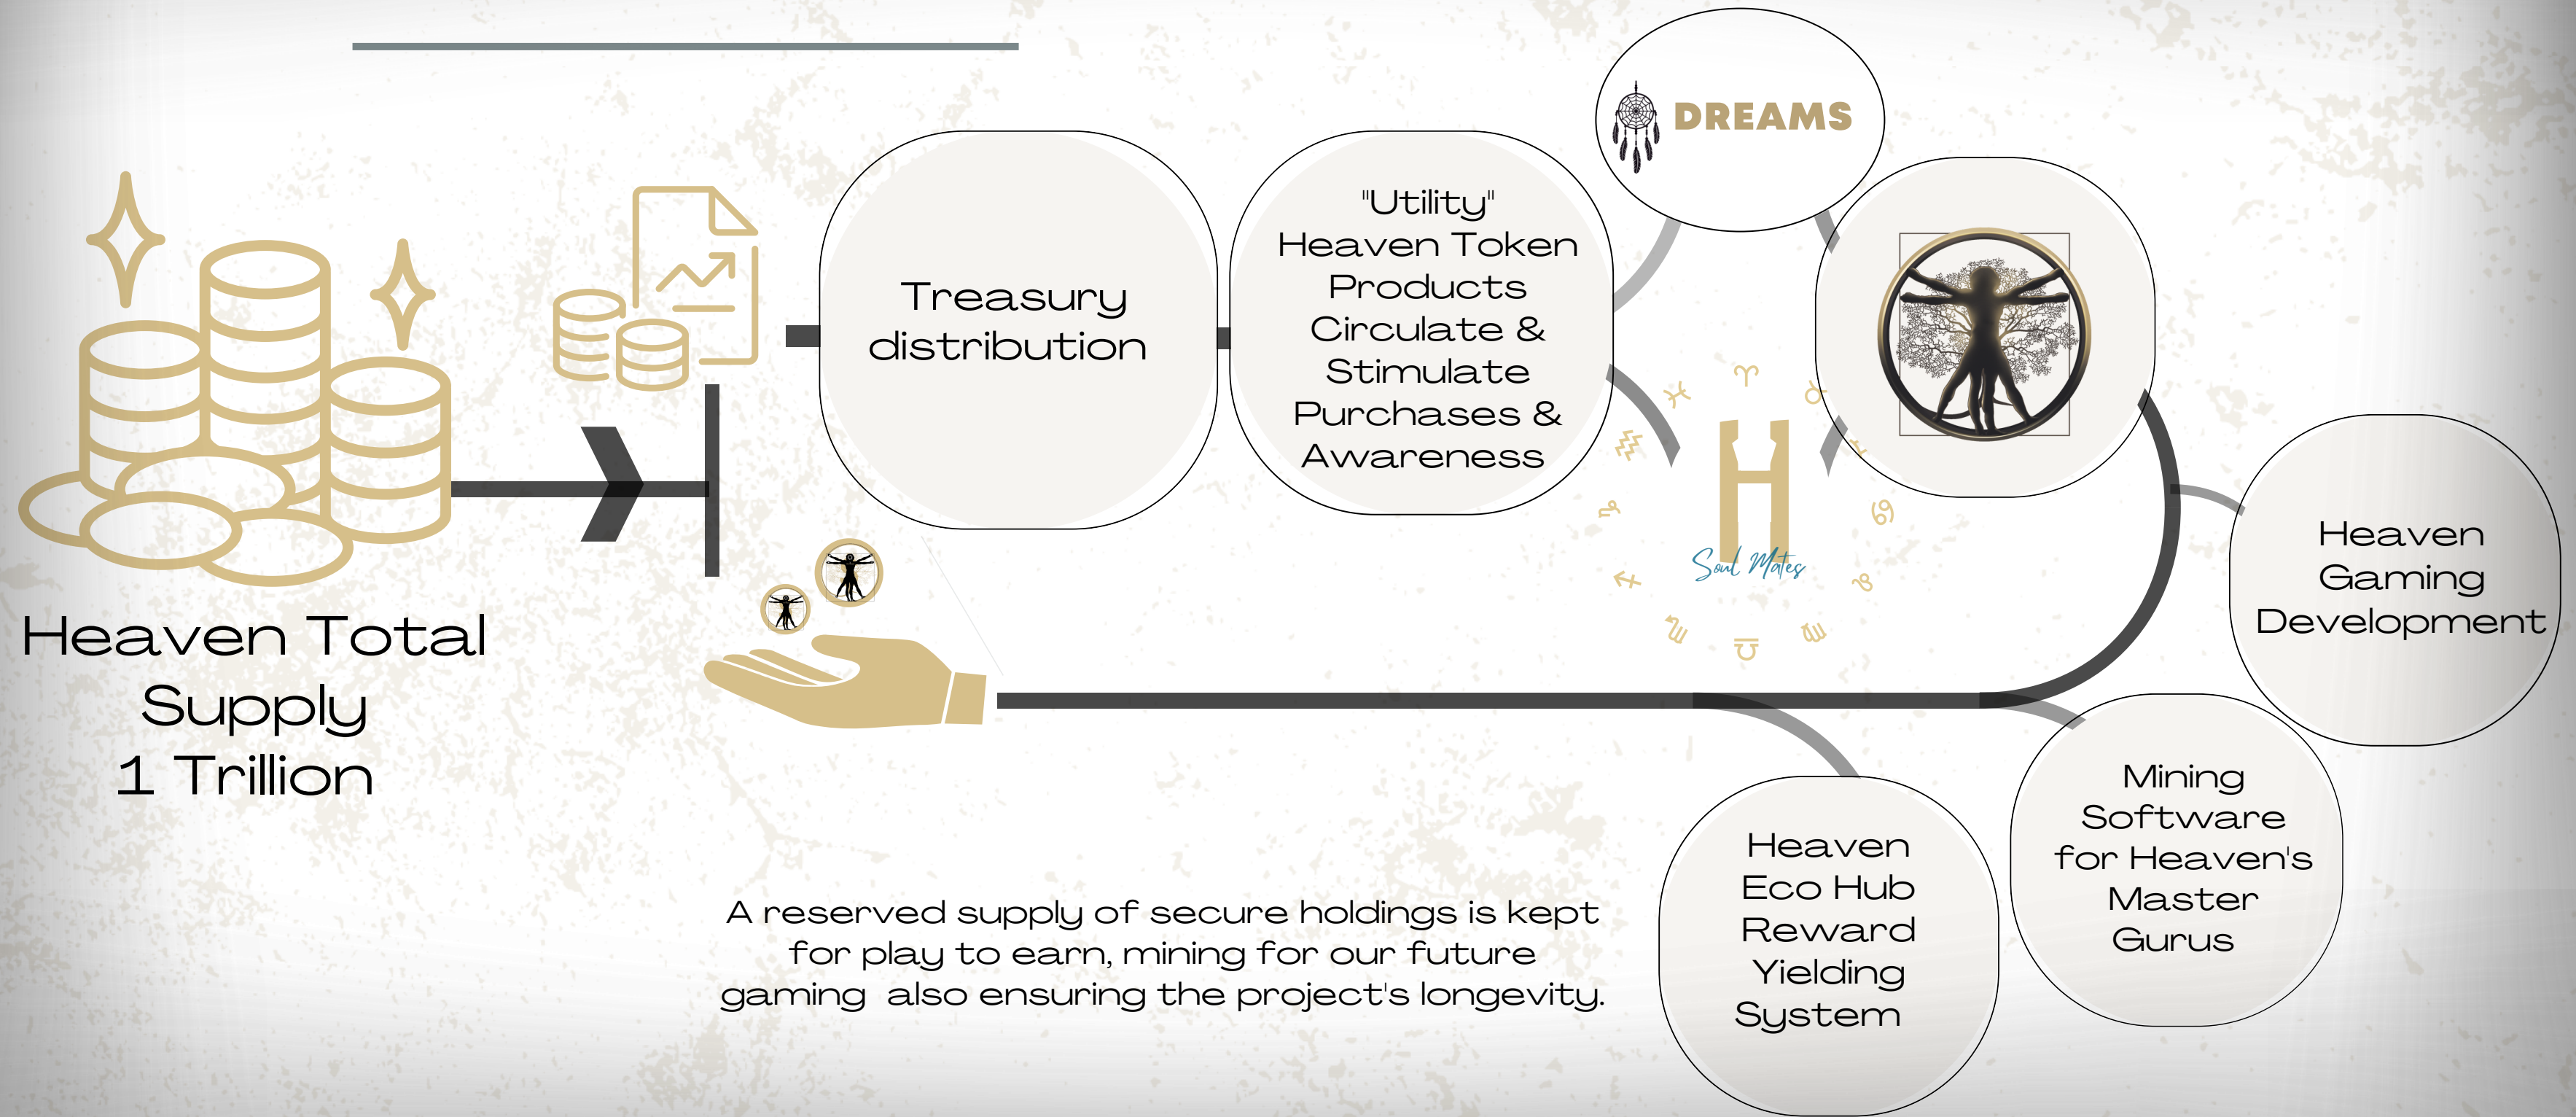 Heaven Total
Supply
1 Trillion
Treasury
distribution
"Utility"
Heaven Token
Products
Circulate &
Stimulate
Purchases &
Awareness
DREAMS
H
Soul Mates
Heaven
Gaming
Development
Mining
Software
for Heaven's
Master
Gurus
Heaven
Eco Hub
Reward
Yielding
System
A reserved supply of secure holdings is kept
for play to earn, mining for our future
gaming also ensuring the project's longevity.